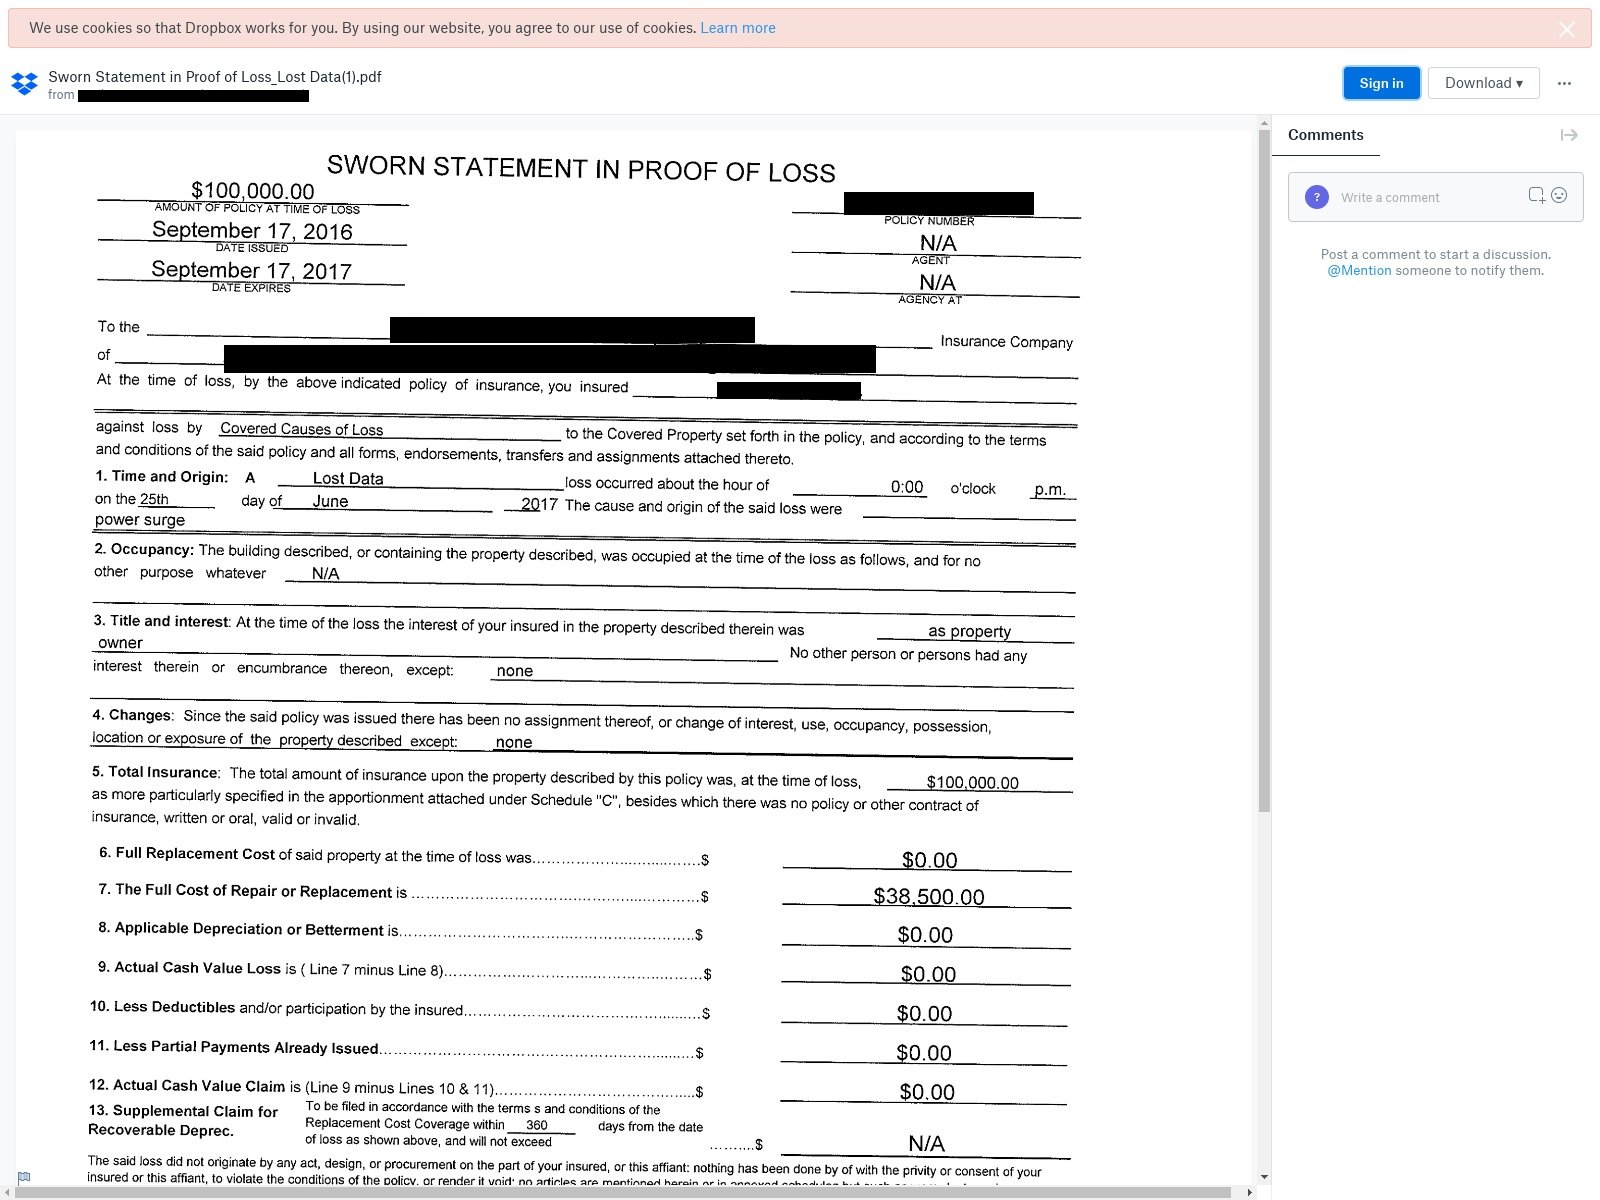 We use cookies so that Dropbox works for you. By using our website, you agree to our use of cookies. Learn more
Sworn Statement in Proof of Loss_Lost Data(1).pdf
from
Sign in
Download ▾
Comments
?
Write a comment
Post a comment to start a discussion.
@Mention someone to notify them.
SWORN STATEMENT IN PROOF OF LOSS
$100,000.00
AMOUNT OF POLICY AT TIME OF LOSS
POLICY NUMBER
September 17, 2016
DATE ISSUED
N/A
AGENT
September 17, 2017
DATE EXPIRES
N/A
AGENCY AT
To the Insurance Company
of
At the time of loss, by the above indicated policy of insurance, you insured
against loss by Covered Causes of Loss to the Covered Property set forth in the policy, and according to the terms
and conditions of the said policy and all forms, endorsements, transfers and assignments attached thereto.
1. Time and Origin: A Lost Data loss occurred about the hour of 0:00 o'clock p.m.
on the 25th day of June 2017 The cause and origin of the said loss were
power surge
2. Occupancy: The building described, or containing the property described, was occupied at the time of the loss as follows, and for no
other purpose whatever N/A
3. Title and interest: At the time of the loss the interest of your insured in the property described therein was as property
owner No other person or persons had any
interest therein or encumbrance thereon, except: none
4. Changes: Since the said policy was issued there has been no assignment thereof, or change of interest, use, occupancy, possession,
location or exposure of the property described except: none
5. Total Insurance: The total amount of insurance upon the property described by this policy was, at the time of loss, $100,000.00
as more particularly specified in the apportionment attached under Schedule "C", besides which there was no policy or other contract of
insurance, written or oral, valid or invalid.
6. Full Replacement Cost of said property at the time of loss was..............................$ $0.00
7. The Full Cost of Repair or Replacement is ..................................................$ $38,500.00
8. Applicable Depreciation or Betterment is...................................................$ $0.00
9. Actual Cash Value Loss is ( Line 7 minus Line 8)............................................$ $0.00
10. Less Deductibles and/or participation by the insured.........................................$ $0.00
11. Less Partial Payments Already Issued.......................................................$ $0.00
12. Actual Cash Value Claim is (Line 9 minus Lines 10 & 11)...................................$ $0.00
13. Supplemental Claim for
Recoverable Deprec.
To be filed in accordance with the terms s and conditions of the
Replacement Cost Coverage within 360 days from the date
of loss as shown above, and will not exceed .........$ N/A
The said loss did not originate by any act, design, or procurement on the part of your insured, or this affiant: nothing has been done by of with the privity or consent of your
insured or this affiant, to violate the conditions of the policy, or render it void: no articles are mentioned herein or in annexed schedules but such